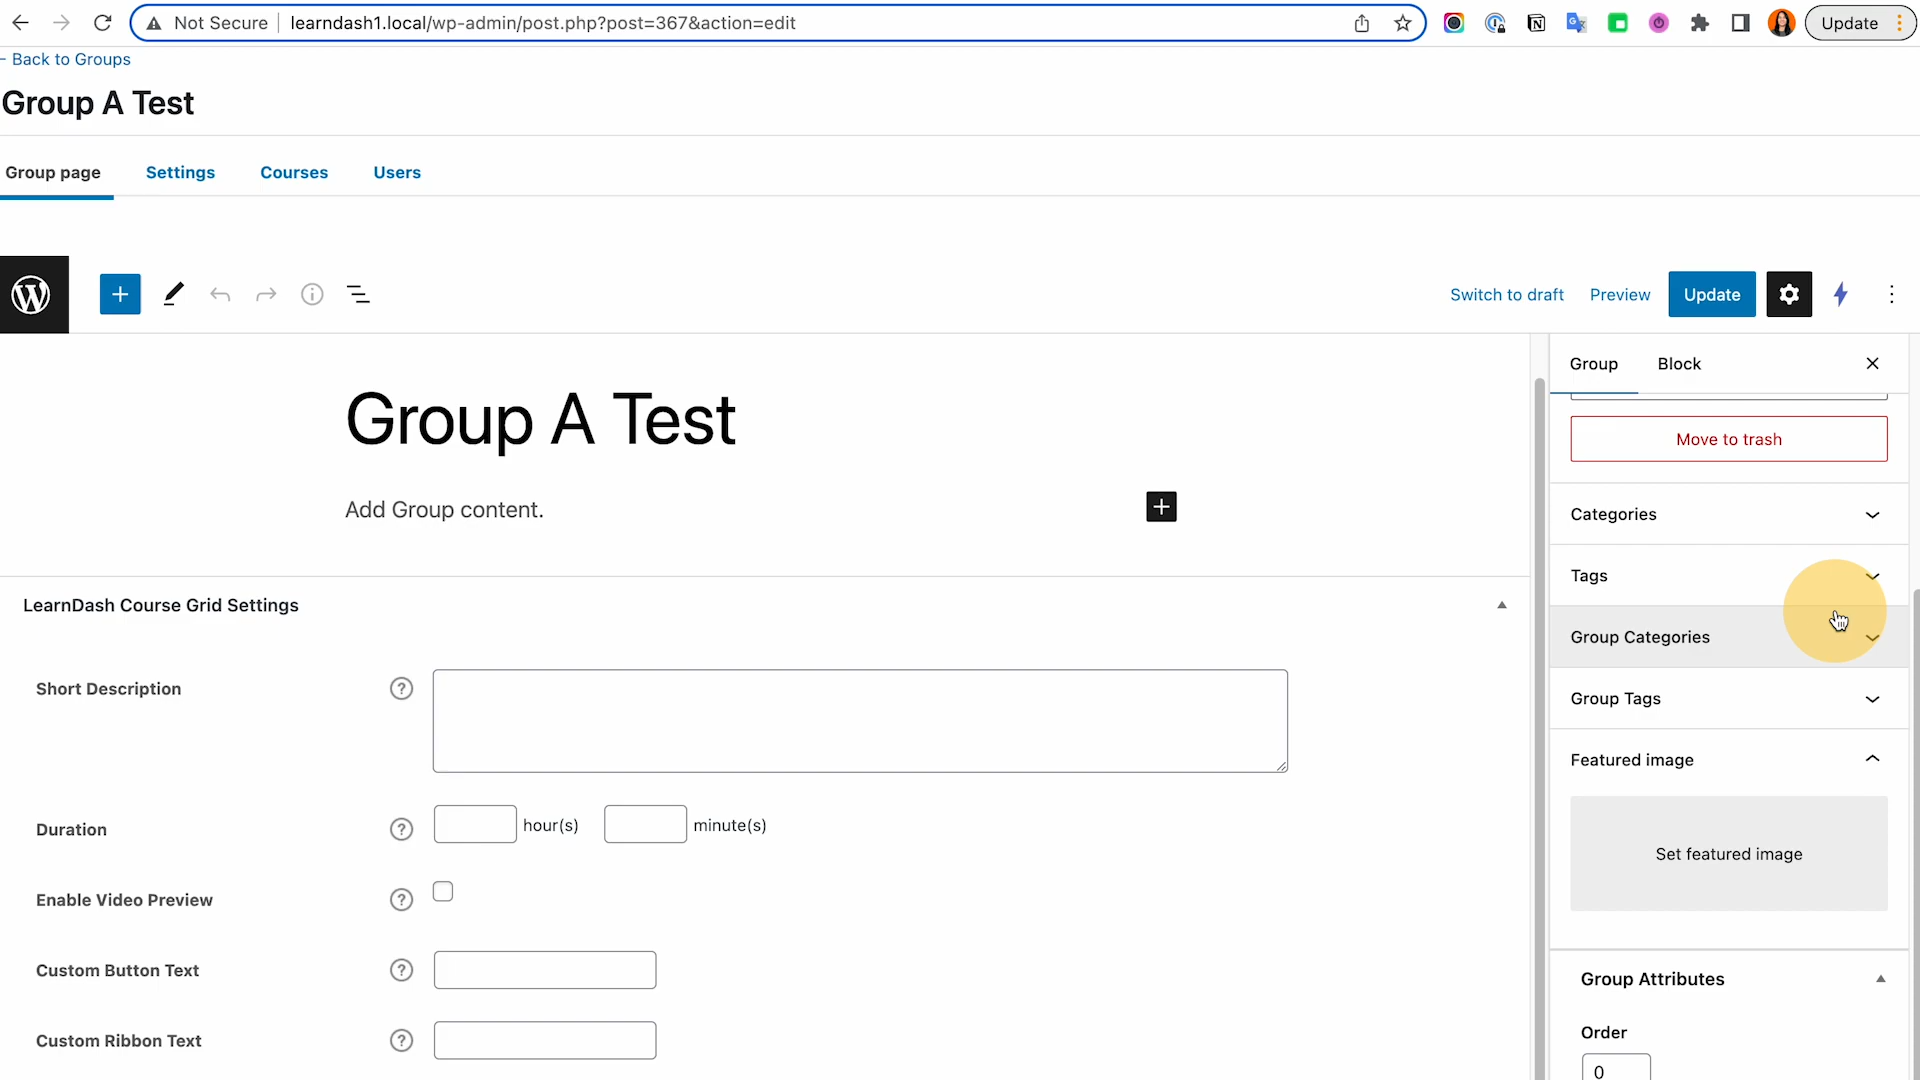 Not Secure
learndash1.local/wp-admin/post.php?post=367&action=edit
Update
Back to Groups
Group A Test
Group page
Settings
Courses
Users
Switch to draft
Preview
Update
Group
Block
Group A Test
Add Group content.
Move to trash
Categories
Tags
Group Categories
Group Tags
Featured image
Set featured image
Group Attributes
Order
0
LearnDash Course Grid Settings
Short Description
Duration
hour(s)
minute(s)
Enable Video Preview
Custom Button Text
Custom Ribbon Text